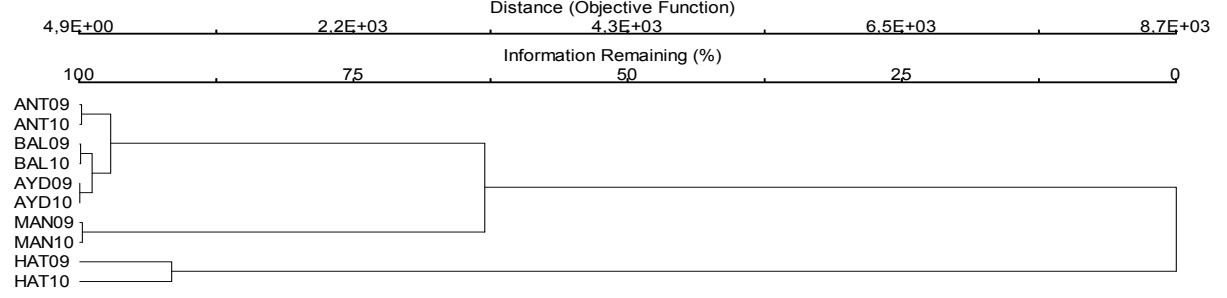 Distance (Objective Function)
4,9E+00 2,2E+03 4,3E+03 6,5E+03 8,7E+03
Information Remaining (%)
100 75 50 25 0
ANT09
ANT10
BAL09
BAL10
AYD09
AYD10
MAN09
MAN10
HAT09
HAT10